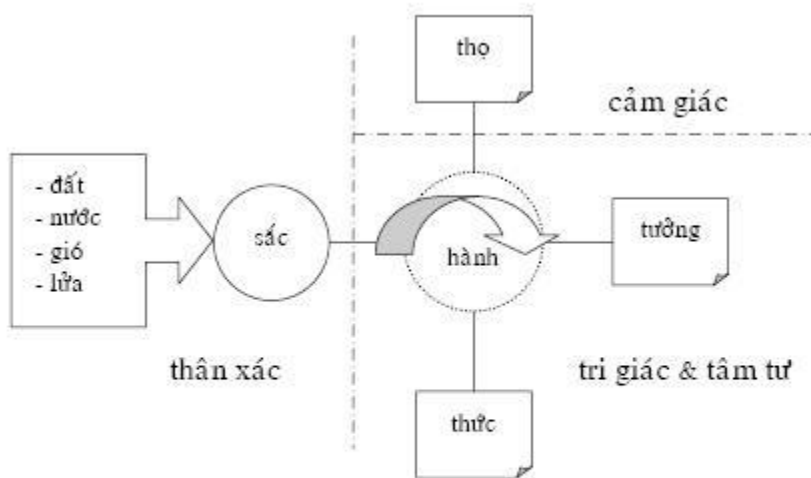 thọ
cảm giác
- đất
- nước
- gió
- lửa
sắc
hành
tưởng
thân xác
tri giác & tâm tư
thức